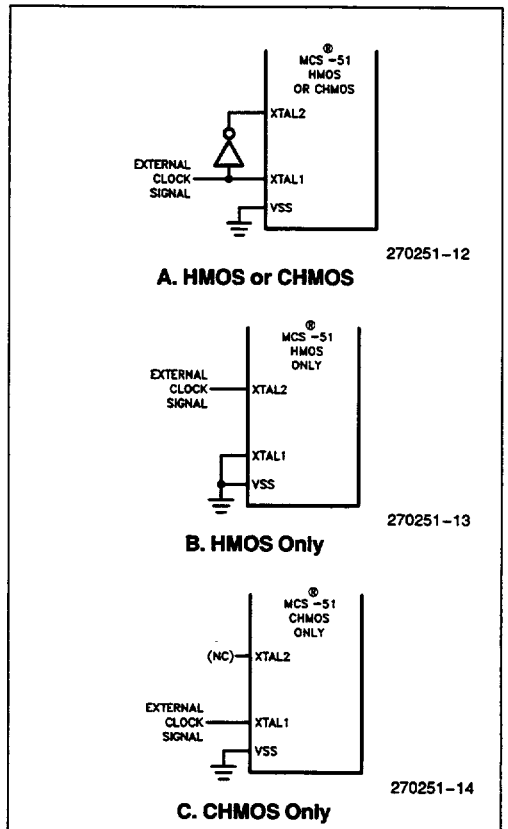 ®
MCS -51
HMOS
OR CHMOS
XTAL2
EXTERNAL
CLOCK
SIGNAL
XTAL1
VSS
270251-12
A. HMOS or CHMOS
®
MCS -51
HMOS
ONLY
EXTERNAL
CLOCK
SIGNAL
XTAL2
XTAL1
VSS
270251-13
B. HMOS Only
®
MCS -51
CHMOS
ONLY
(NC)
XTAL2
EXTERNAL
CLOCK
SIGNAL
XTAL1
VSS
270251-14
C. CHMOS Only